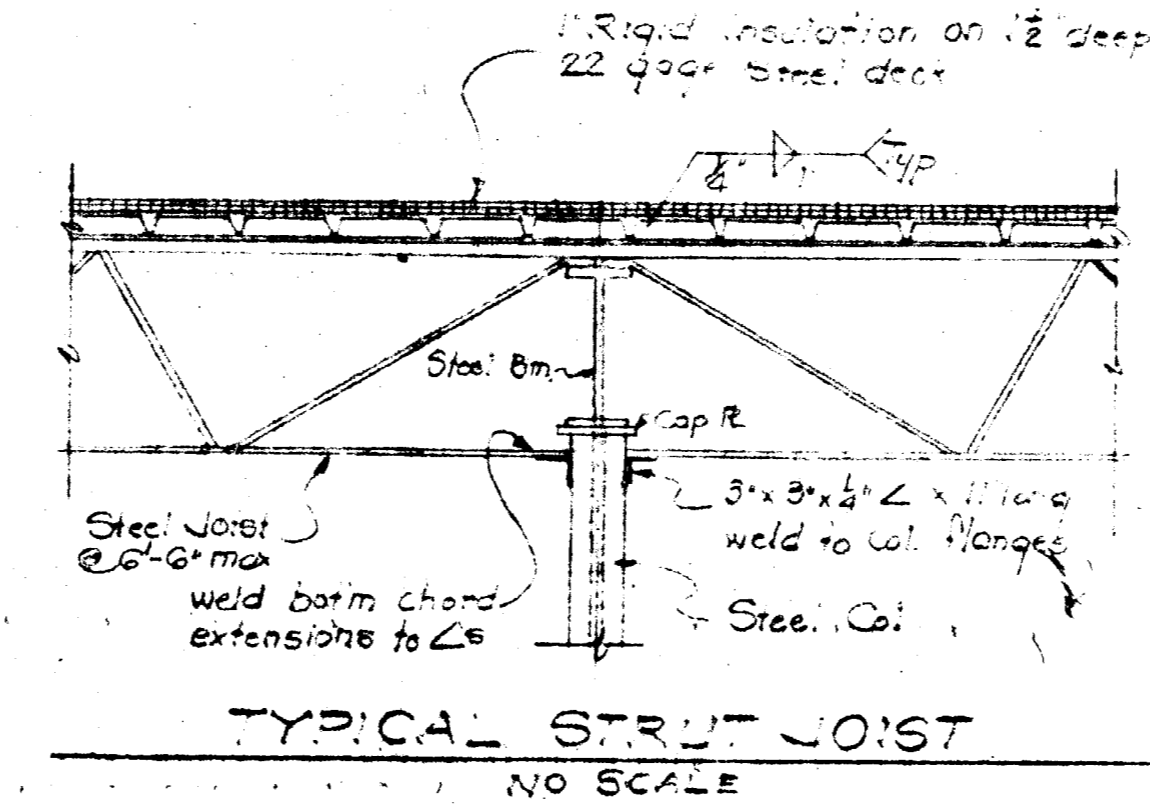 1" Rigid insulation on 1½" deep
22 gage Steel deck
¼" 1" Typ
Steel Bm.
Cap PL
3" x 3" x ¼" ∠ x long
weld to Col. flanges
Steel Joist
@ 6'-6" max
weld botm chord
extensions to ∠s
Steel Col.
TYPICAL STRUT JOIST
NO SCALE